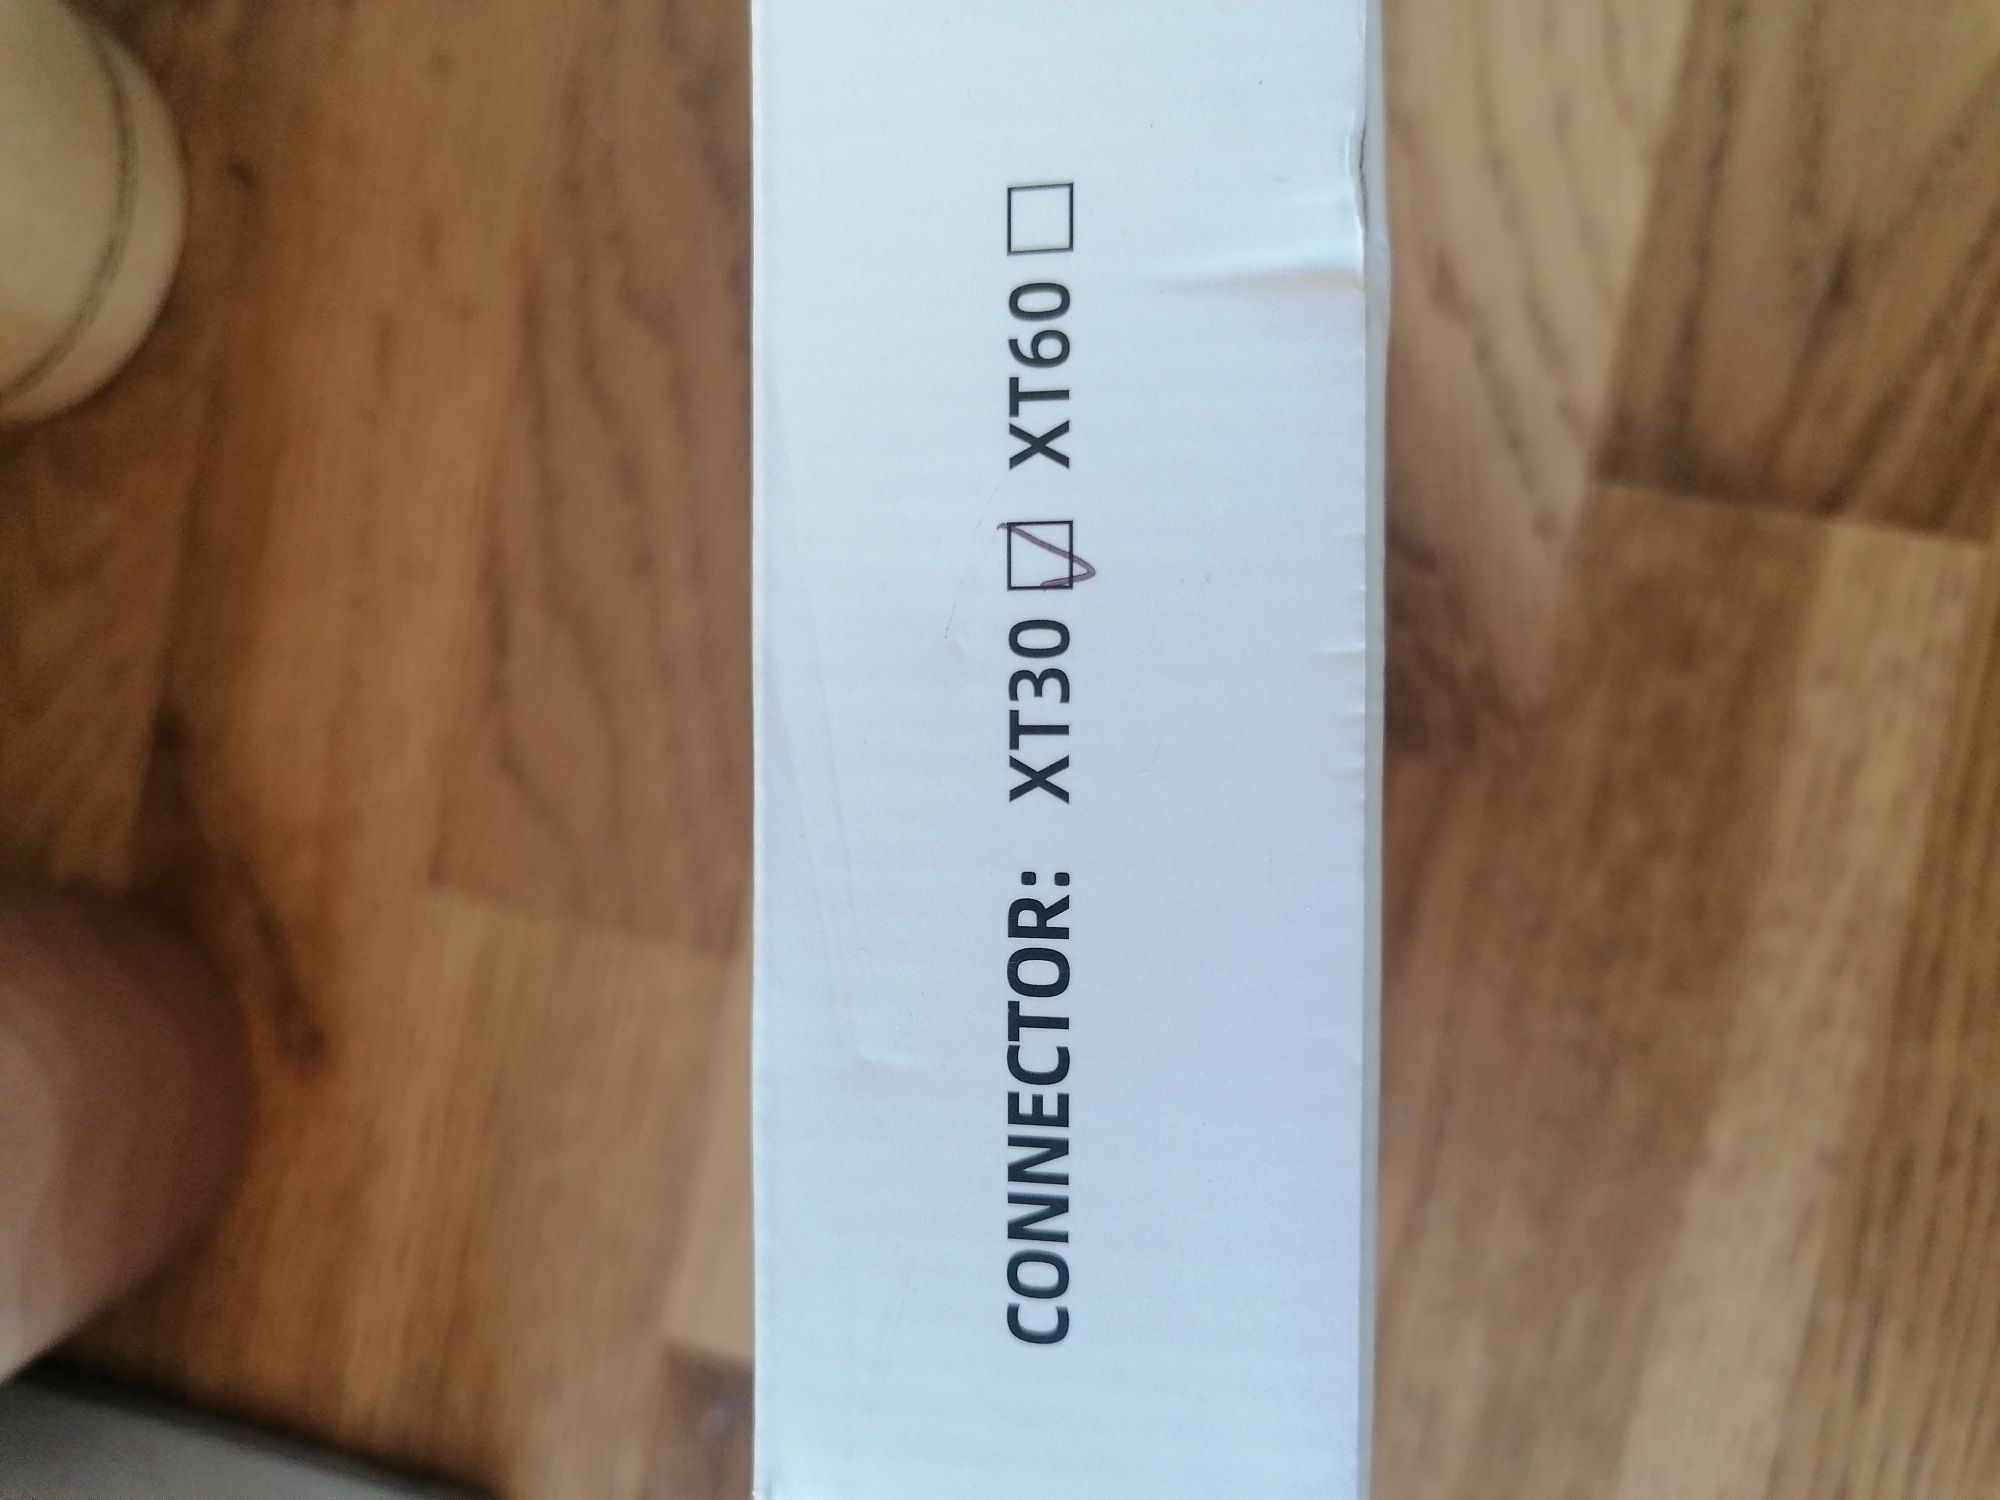 CONNECTOR: XT30 ☑ XT60 ☐